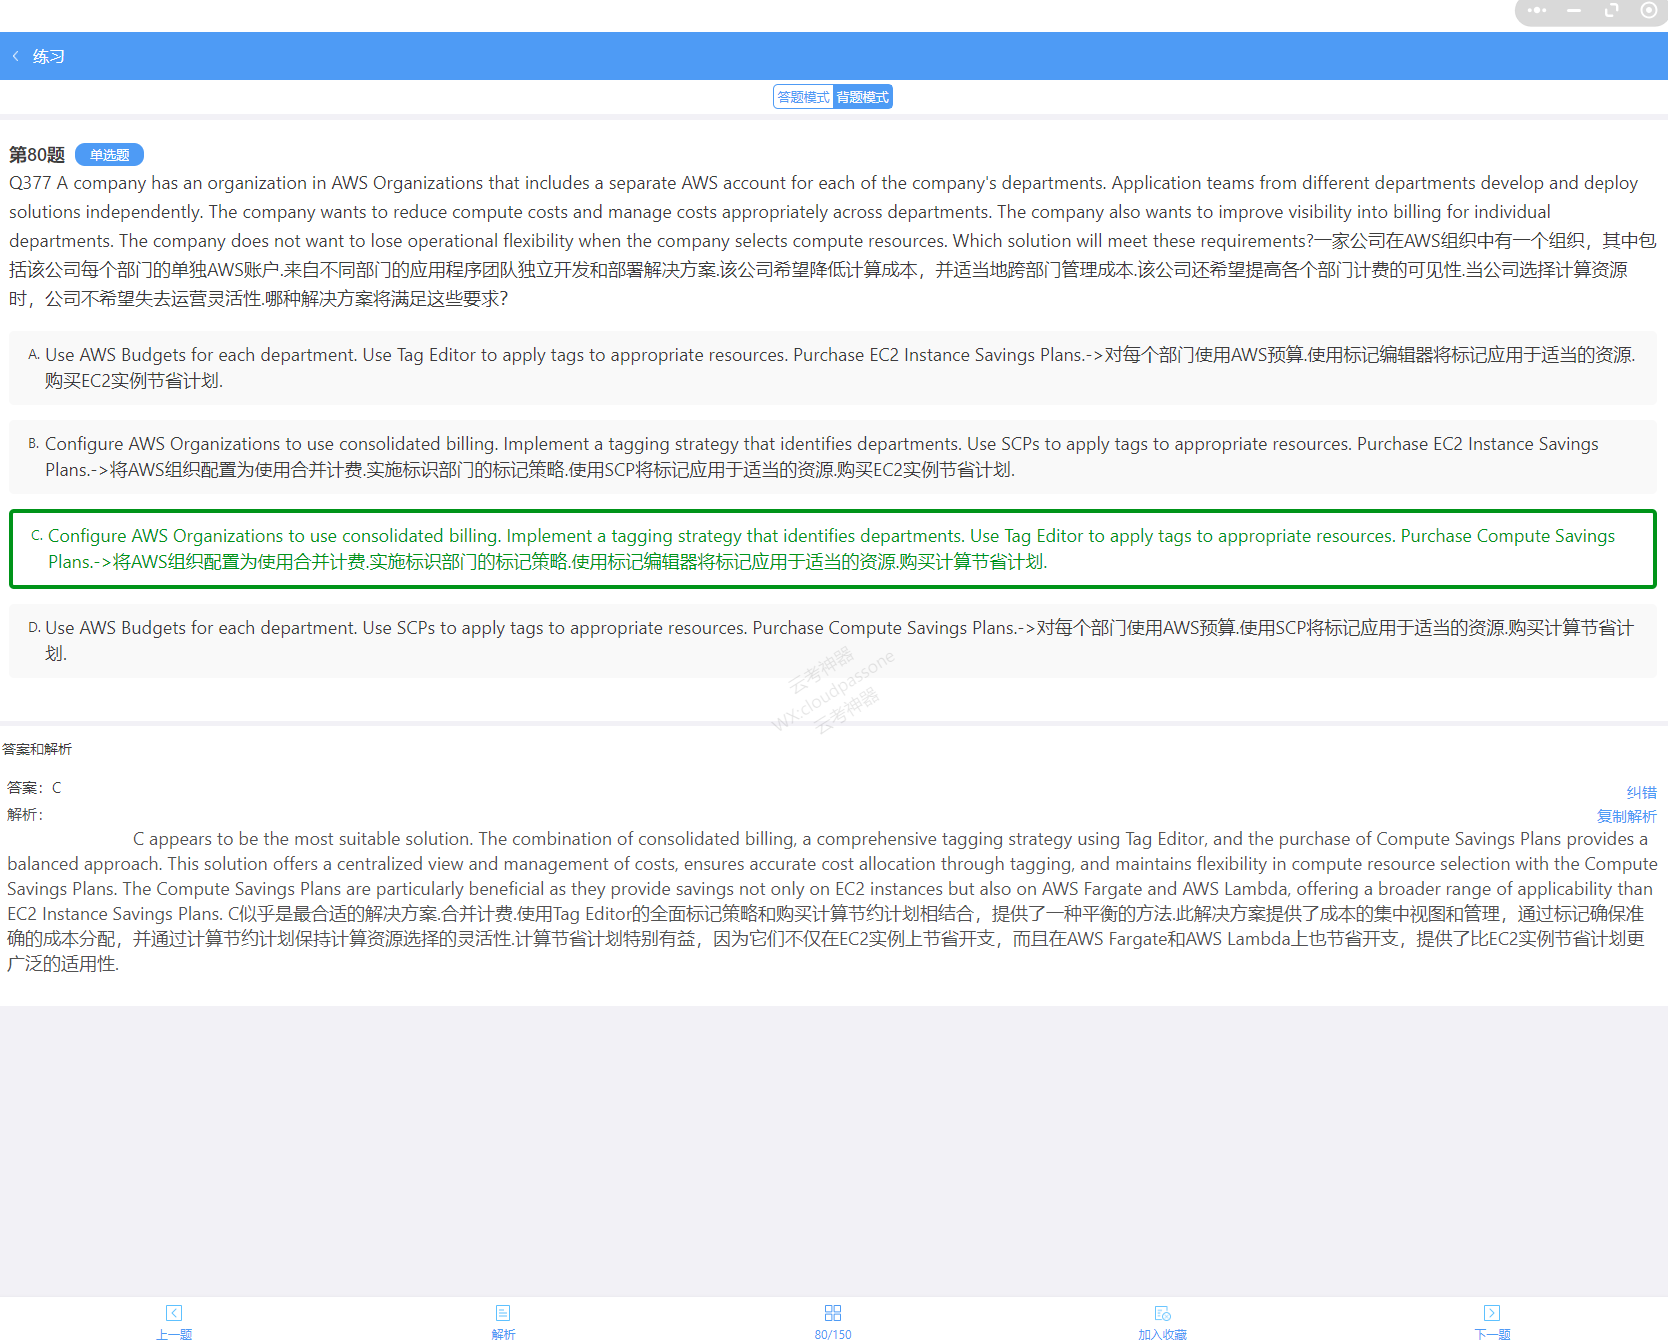 练习
答题模式 背题模式
第80题 单选题
Q377 A company has an organization in AWS Organizations that includes a separate AWS account for each of the company's departments. Application teams from different departments develop and deploy
solutions independently. The company wants to reduce compute costs and manage costs appropriately across departments. The company also wants to improve visibility into billing for individual
departments. The company does not want to lose operational flexibility when the company selects compute resources. Which solution will meet these requirements?一家公司在AWS组织中有一个组织，其中包
括该公司每个部门的单独AWS账户.来自不同部门的应用程序团队独立开发和部署解决方案.该公司希望降低计算成本，并适当地跨部门管理成本.该公司还希望提高各个部门计费的可见性.当公司选择计算资源
时，公司不希望失去运营灵活性.哪种解决方案将满足这些要求？
A. Use AWS Budgets for each department. Use Tag Editor to apply tags to appropriate resources. Purchase EC2 Instance Savings Plans.->对每个部门使用AWS预算.使用标记编辑器将标记应用于适当的资源.
购买EC2实例节省计划.
B. Configure AWS Organizations to use consolidated billing. Implement a tagging strategy that identifies departments. Use SCPs to apply tags to appropriate resources. Purchase EC2 Instance Savings
Plans.->将AWS组织配置为使用合并计费.实施标识部门的标记策略.使用SCP将标记应用于适当的资源.购买EC2实例节省计划.
C. Configure AWS Organizations to use consolidated billing. Implement a tagging strategy that identifies departments. Use Tag Editor to apply tags to appropriate resources. Purchase Compute Savings
Plans.->将AWS组织配置为使用合并计费.实施标识部门的标记策略.使用标记编辑器将标记应用于适当的资源.购买计算节省计划.
D. Use AWS Budgets for each department. Use SCPs to apply tags to appropriate resources. Purchase Compute Savings Plans.->对每个部门使用AWS预算.使用SCP将标记应用于适当的资源.购买计算节省计
划.
云考神器
WX:cloudpassone
云考神器
答案和解析
答案：C
纠错
解析：
复制解析
C appears to be the most suitable solution. The combination of consolidated billing, a comprehensive tagging strategy using Tag Editor, and the purchase of Compute Savings Plans provides a
balanced approach. This solution offers a centralized view and management of costs, ensures accurate cost allocation through tagging, and maintains flexibility in compute resource selection with the Compute
Savings Plans. The Compute Savings Plans are particularly beneficial as they provide savings not only on EC2 instances but also on AWS Fargate and AWS Lambda, offering a broader range of applicability than
EC2 Instance Savings Plans. C似乎是最合适的解决方案.合并计费.使用Tag Editor的全面标记策略和购买计算节约计划相结合，提供了一种平衡的方法.此解决方案提供了成本的集中视图和管理，通过标记确保准
确的成本分配，并通过计算节约计划保持计算资源选择的灵活性.计算节省计划特别有益，因为它们不仅在EC2实例上节省开支，而且在AWS Fargate和AWS Lambda上也节省开支，提供了比EC2实例节省计划更
广泛的适用性.
上一题 解析 80/150 加入收藏 下一题